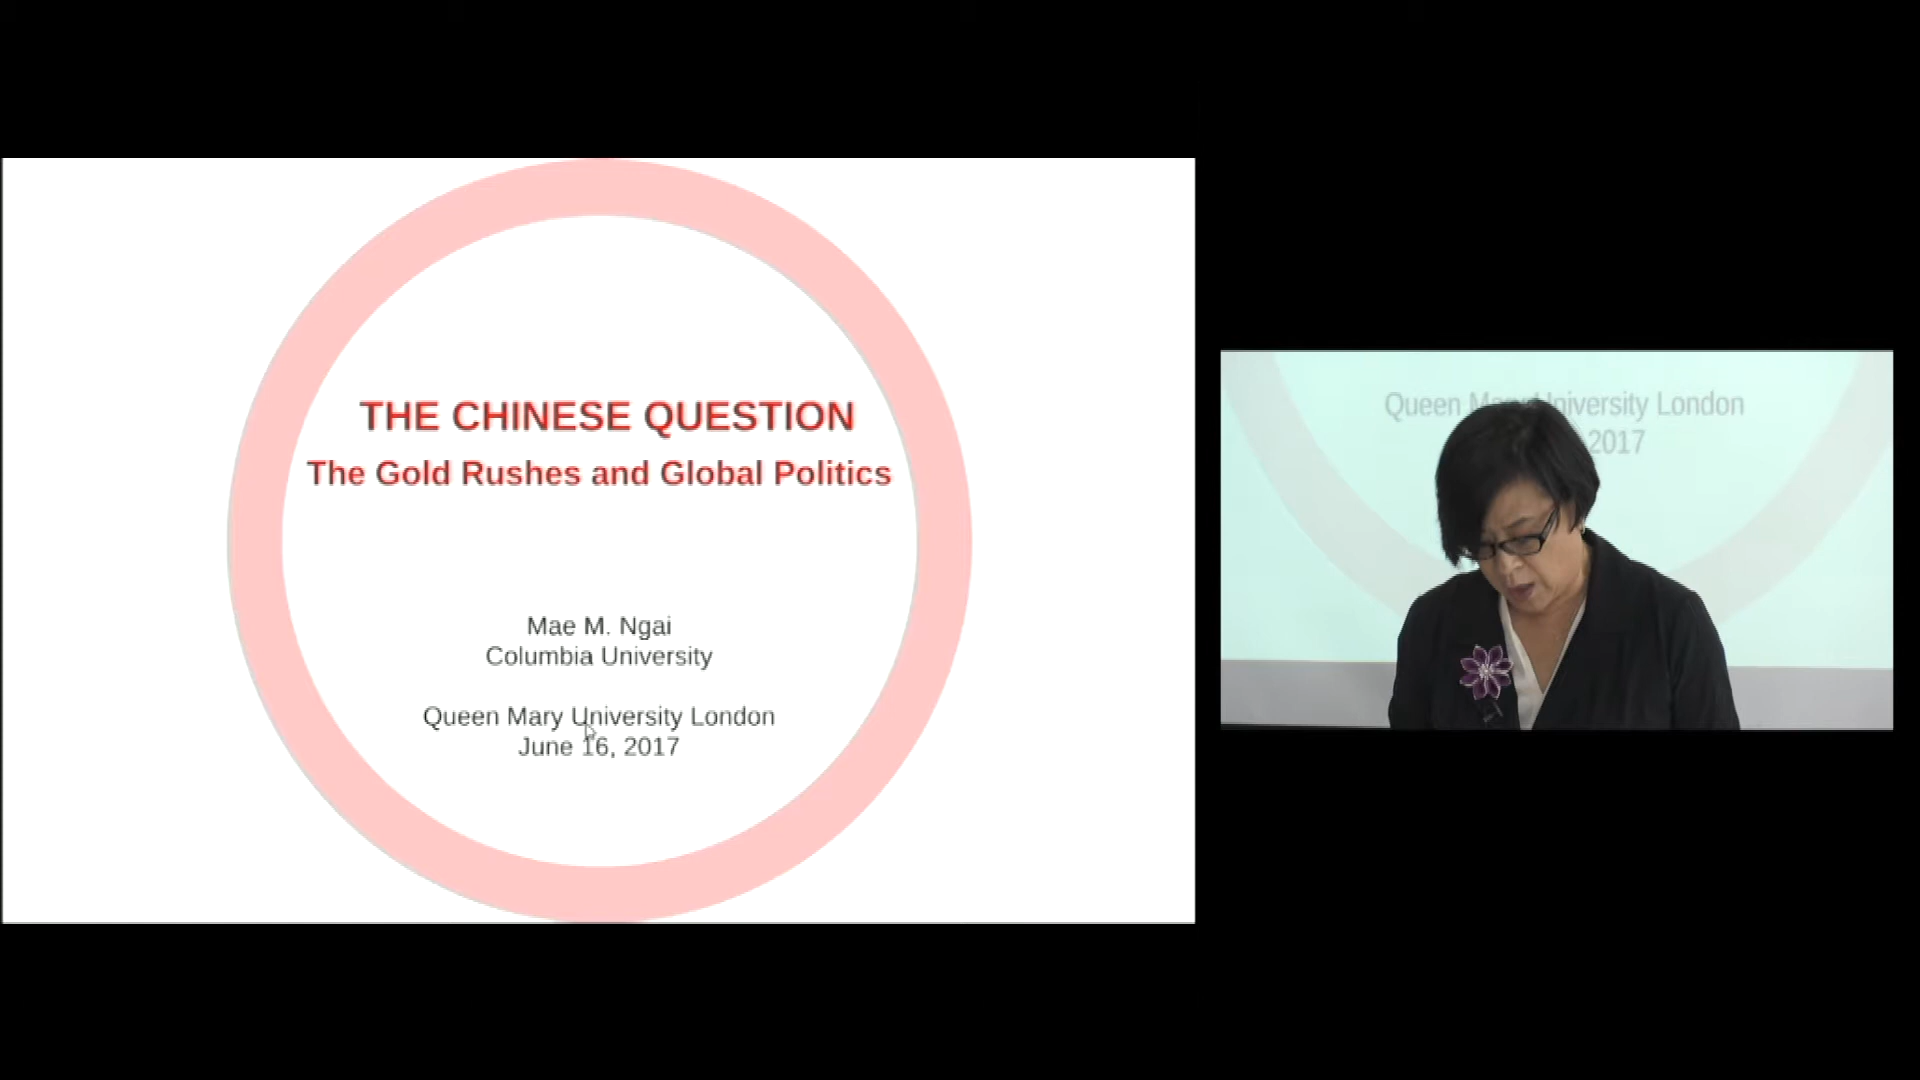 THE CHINESE QUESTION
The Gold Rushes and Global Politics
Mae M. Ngai
Columbia University
Queen Mary University London
June 16, 2017
Queen Mary University London
2017